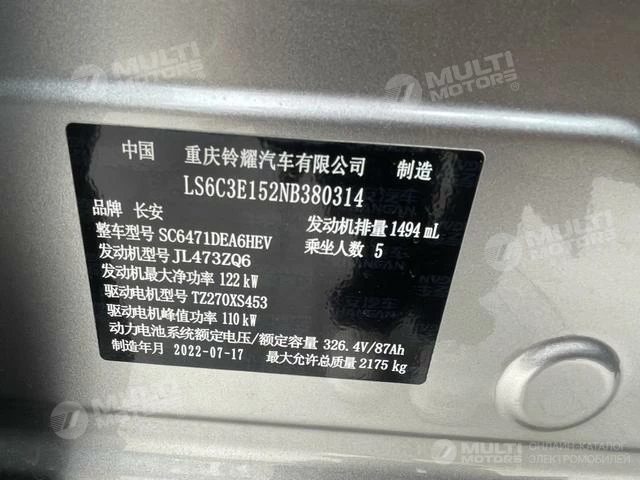 MULTI
MOTORS®
MULTI
MOTORS®
中国 重庆铃耀汽车有限公司 制造
LS6C3E152NB380314
品牌 长安
发动机排量 1494 mL
整车型号 SC6471DEA6HEV
乘坐人数 5
发动机型号 JL473ZQ6
发动机最大净功率 122 kW
驱动电机型号 TZ270XS453
驱动电机峰值功率 110 kW
动力电池系统额定电压/额定容量 326.4V/87Ah
制造年月 2022-07-17 最大允许总质量 2175 kg
MULTI
MOTORS®
MULTI
MOTORS
ОНЛАЙН-КАТАЛОГ
ЭЛЕКТРОМОБИЛЕЙ